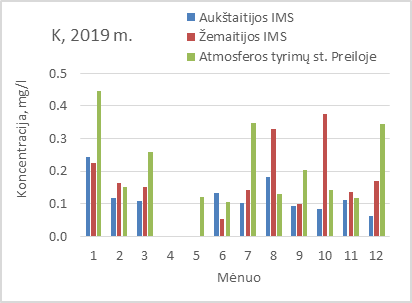 K, 2019 m.
Aukštaitijos IMS
Žemaitijos IMS
Atmosferos tyrimų st. Preiloje
Koncentracija, mg/l
0.5
0.4
0.3
0.2
0.1
0.0
1 2 3 4 5 6 7 8 9 10 11 12
Mėnuo